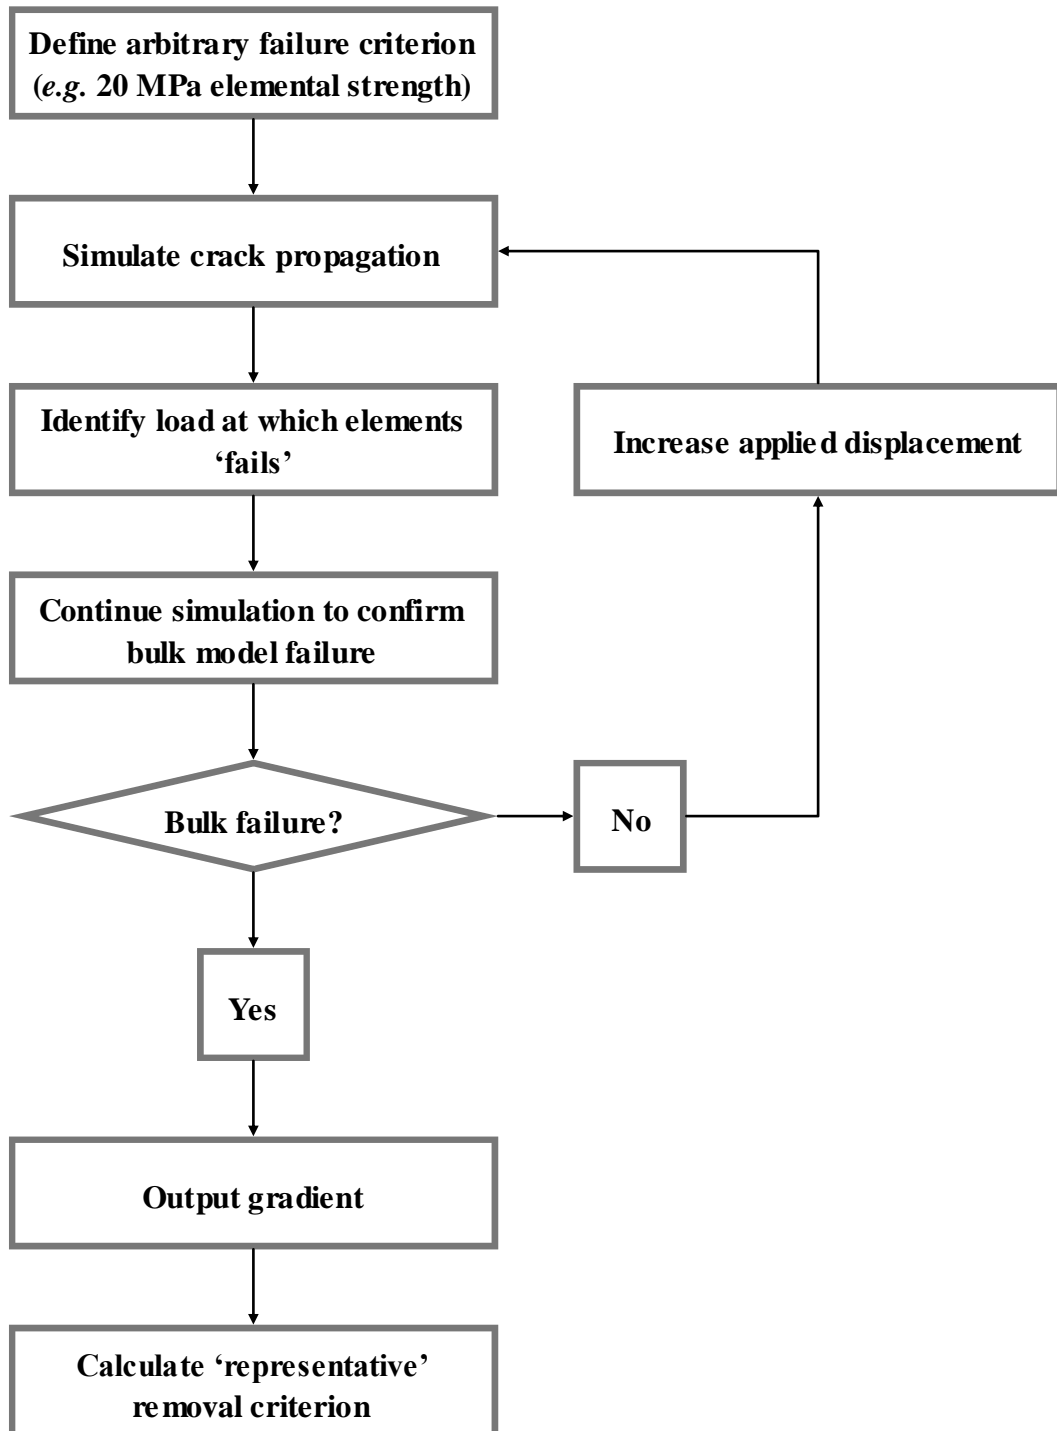 Define arbitrary failure criterion
(e.g. 20 MPa elemental strength)
Simulate crack propagation
Identify load at which elements
‘fails’
Increase applied displacement
Continue simulation to confirm
bulk model failure
Bulk failure?
No
Yes
Output gradient
Calculate ‘representative’
removal criterion